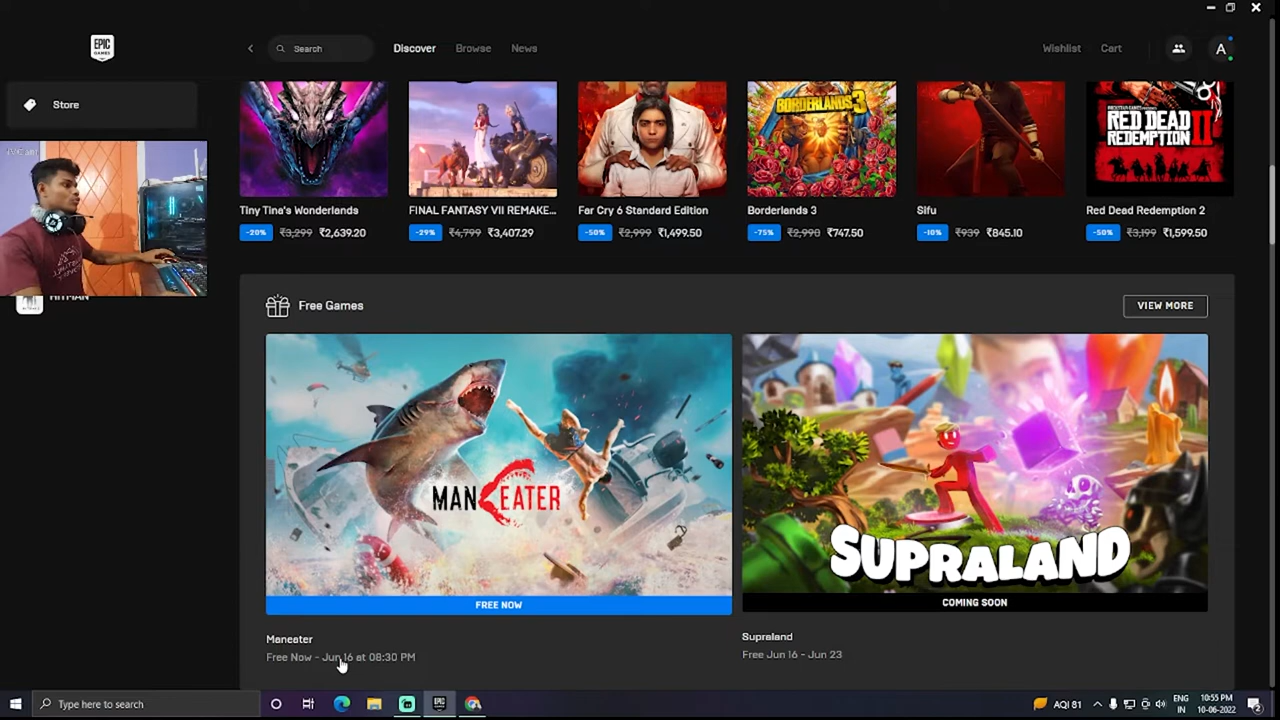 EPIC
GAMES
Search
Discover
Browse
News
Wishlist
Cart
A
Store
BORDERLANDS 3
RED DEAD
REDEMPTION
II
Tiny Tina's Wonderlands
-20% ₹3,299 ₹2,639.20
FINAL FANTASY VII REMAKE...
-29% ₹4,799 ₹3,407.29
Far Cry 6 Standard Edition
-50% ₹2,999 ₹1,499.50
Borderlands 3
-75% ₹2,990 ₹747.50
Sifu
-10% ₹939 ₹845.10
Red Dead Redemption 2
-50% ₹3,199 ₹1,599.50
HITMAN
Free Games
VIEW MORE
MANEATER
FREE NOW
Maneater
Free Now - Jun 16 at 08:30 PM
SUPRALAND
COMING SOON
Supraland
Free Jun 16 - Jun 23
Type here to search
EPIC
AQI 81
ENG
IN
10:55 PM
10-06-2022
2